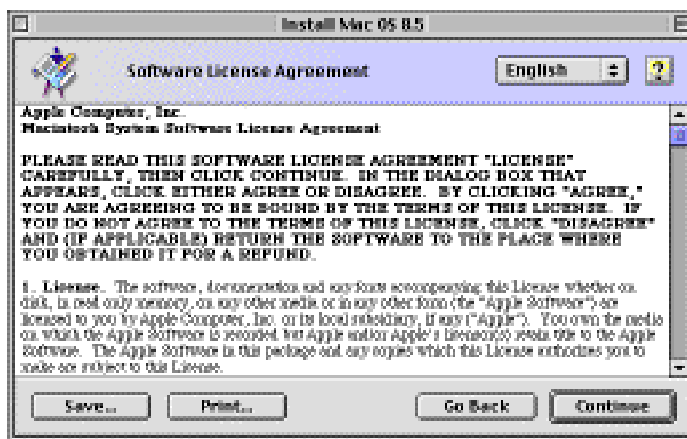 Install Mac OS 8.5
Software License Agreement
English
?
Apple Computer, Inc.
Macintosh System Software License Agreement
PLEASE READ THIS SOFTWARE LICENSE AGREEMENT "LICENSE"
CAREFULLY, THEN CLICK CONTINUE. IN THE DIALOG BOX THAT
APPEARS, CLICK EITHER AGREE OR DISAGREE. BY CLICKING "AGREE,"
YOU ARE AGREEING TO BE BOUND BY THE TERMS OF THIS LICENSE. IF
YOU DO NOT AGREE TO THE TERMS OF THIS LICENSE, CLICK "DISAGREE"
AND (IF APPLICABLE) RETURN THE SOFTWARE TO THE PLACE WHERE
YOU OBTAINED IT FOR A REFUND.
1. License. The software, documentation and any fonts accompanying this License whether on
disk, in read only memory, on any other media or in any other form (the "Apple Software") are
licensed to you by Apple Computer, Inc. or its local subsidiary, if any ("Apple"). You own the media
on which the Apple Software is recorded but Apple and/or Apple's licensor(s) retain title to the Apple
Software. The Apple Software in this package and any copies which this License authorizes you to
make are subject to this License.
Save...
Print...
Go Back
Continue